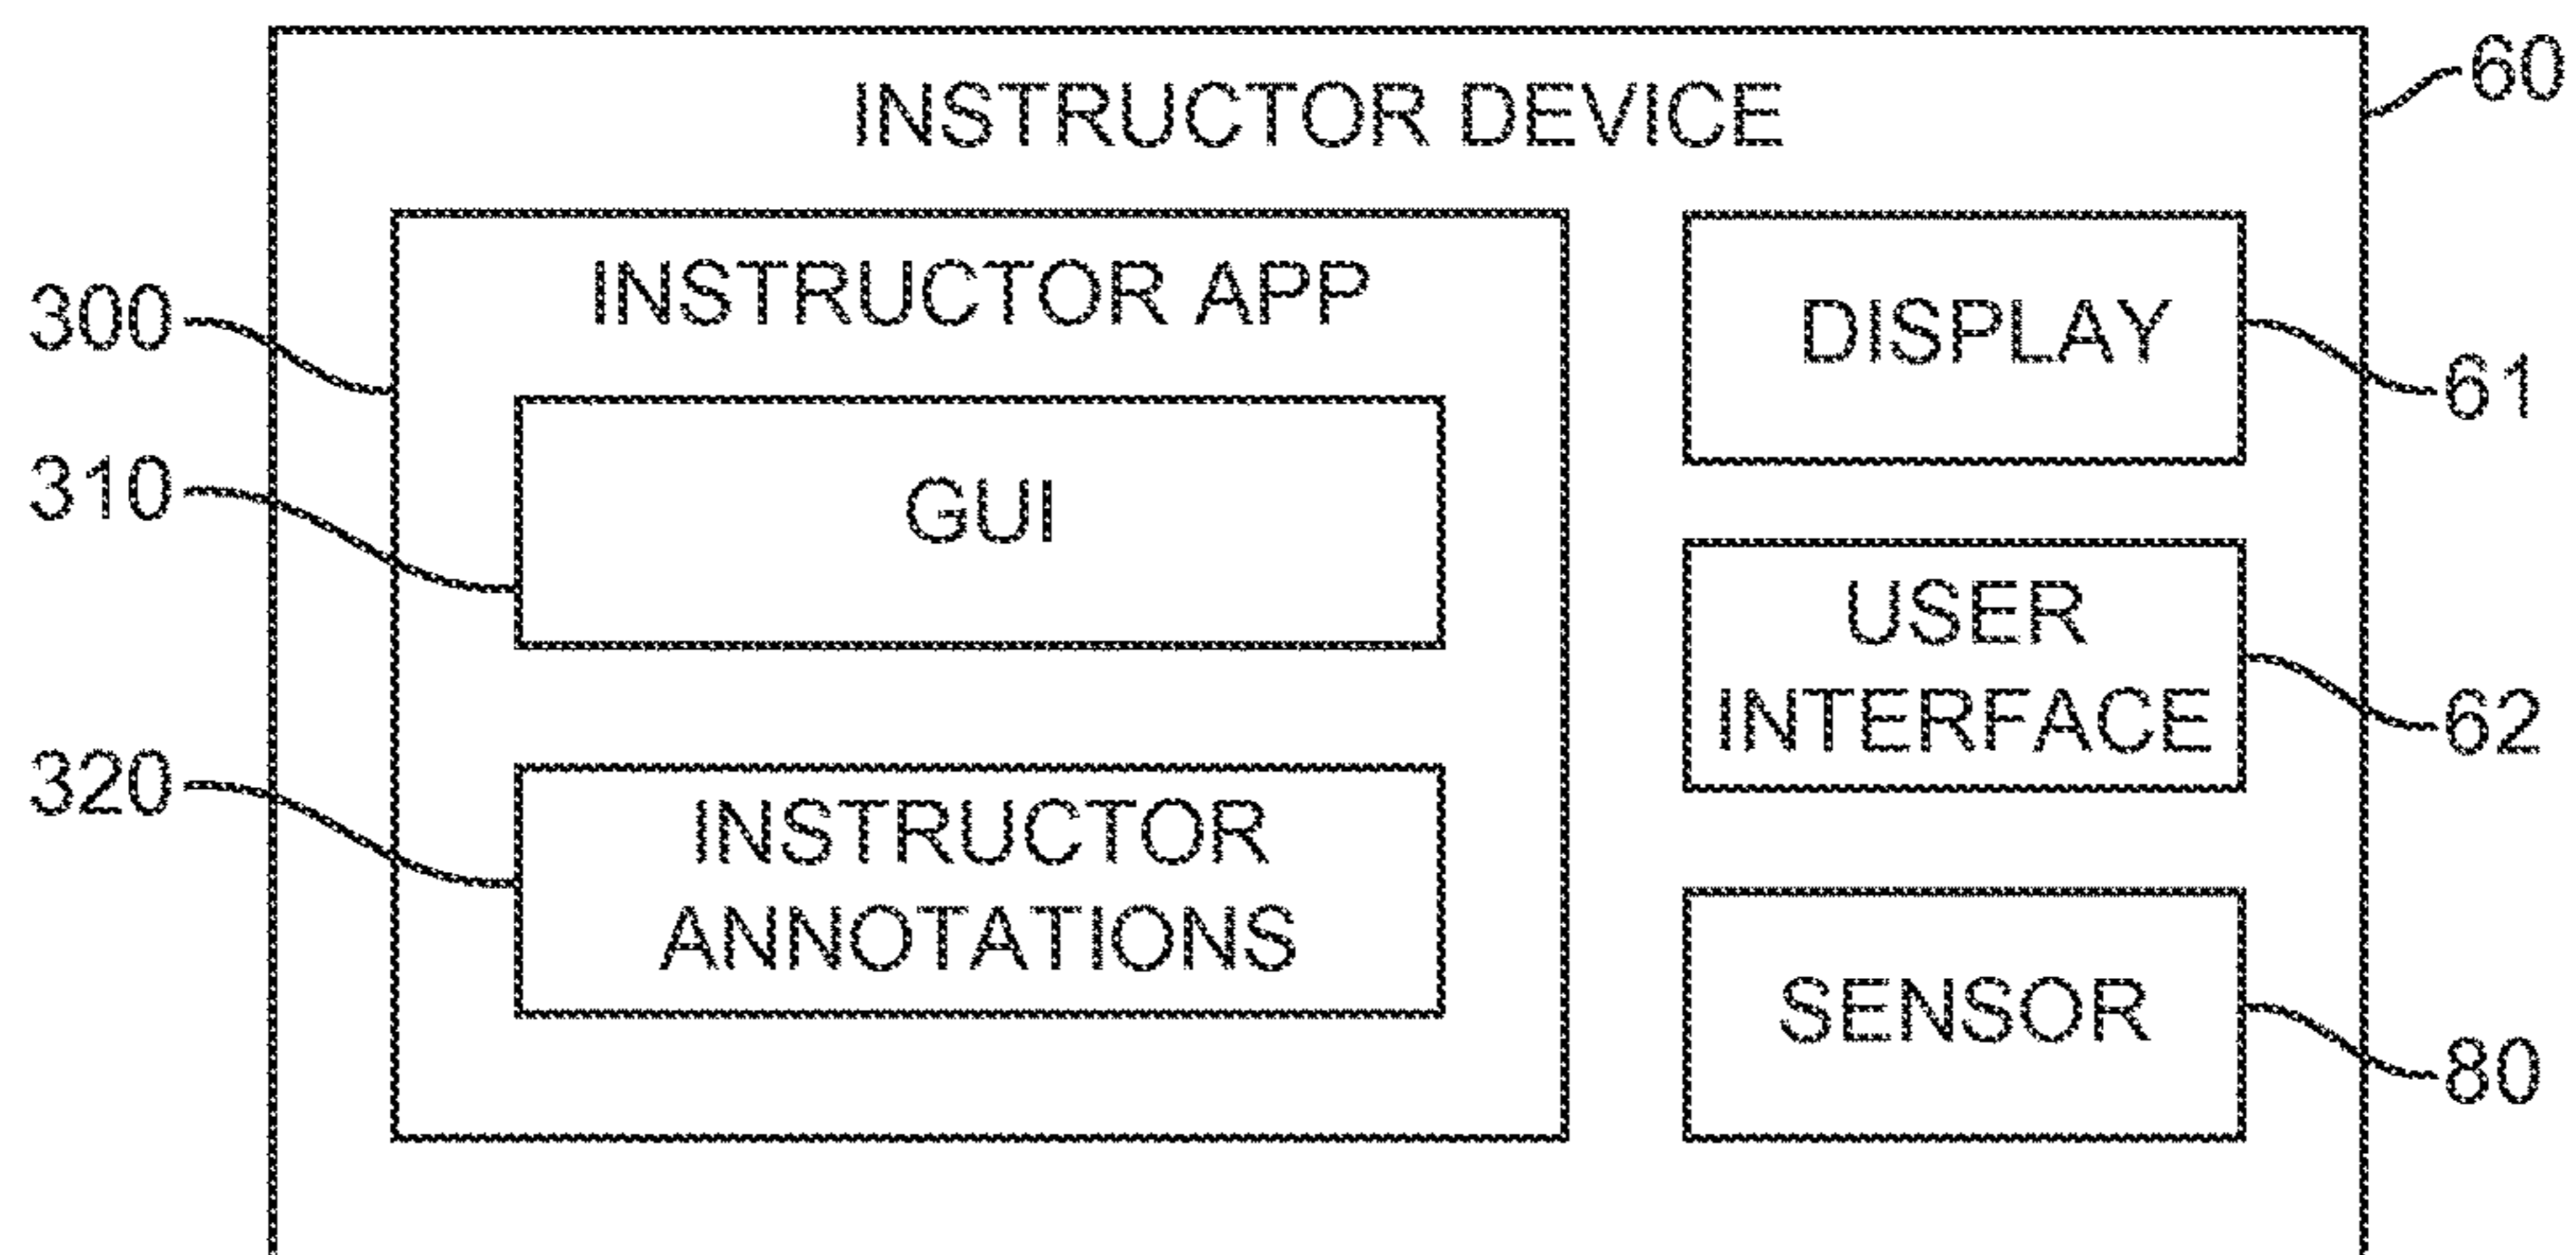 INSTRUCTOR DEVICE
60
INSTRUCTOR APP
300
DISPLAY
61
GUI
310
USER
INTERFACE
62
INSTRUCTOR
ANNOTATIONS
320
SENSOR
80